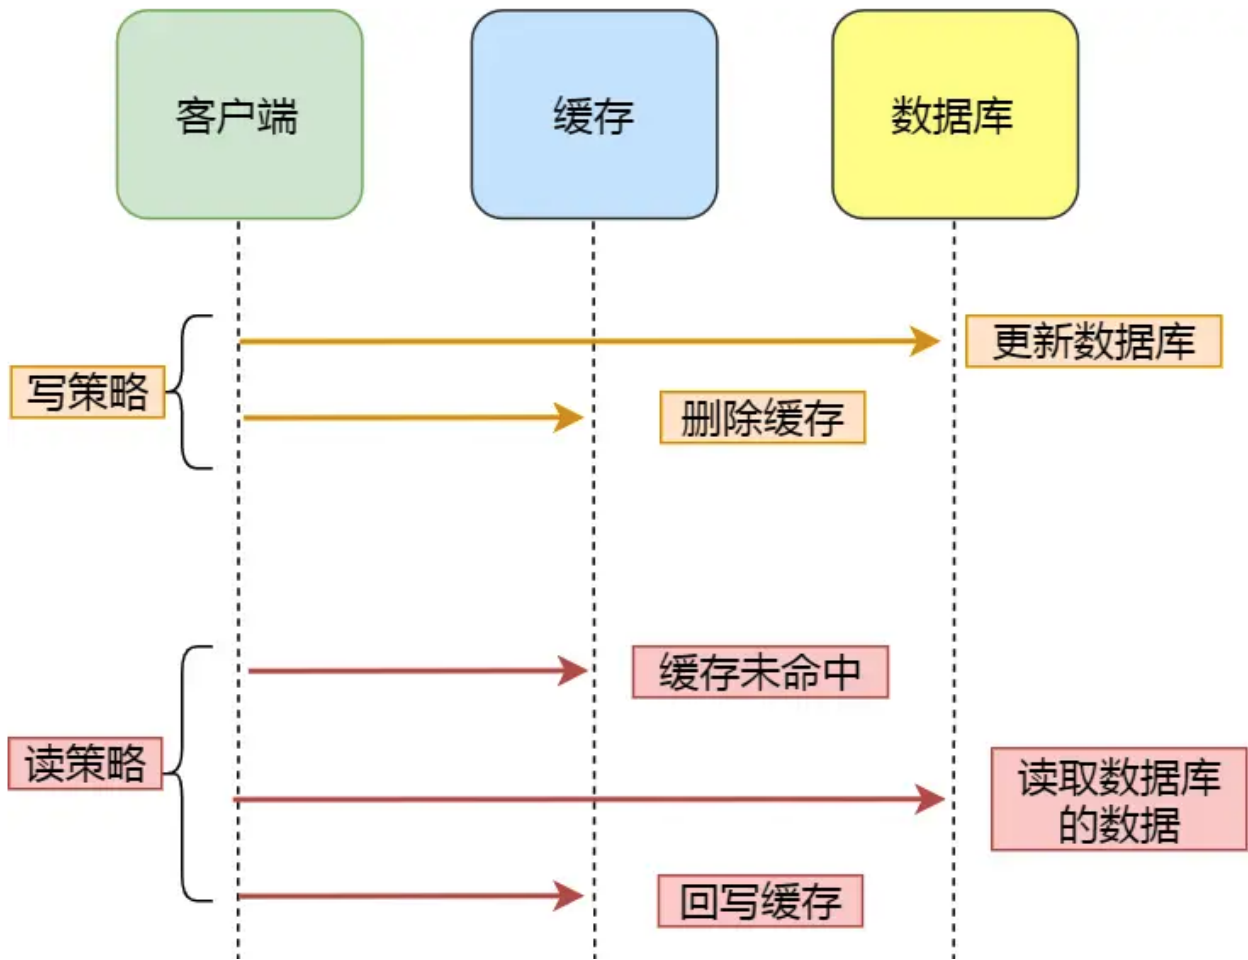 客户端
缓存
数据库
更新数据库
写策略
删除缓存
缓存未命中
读策略
读取数据库
的数据
回写缓存